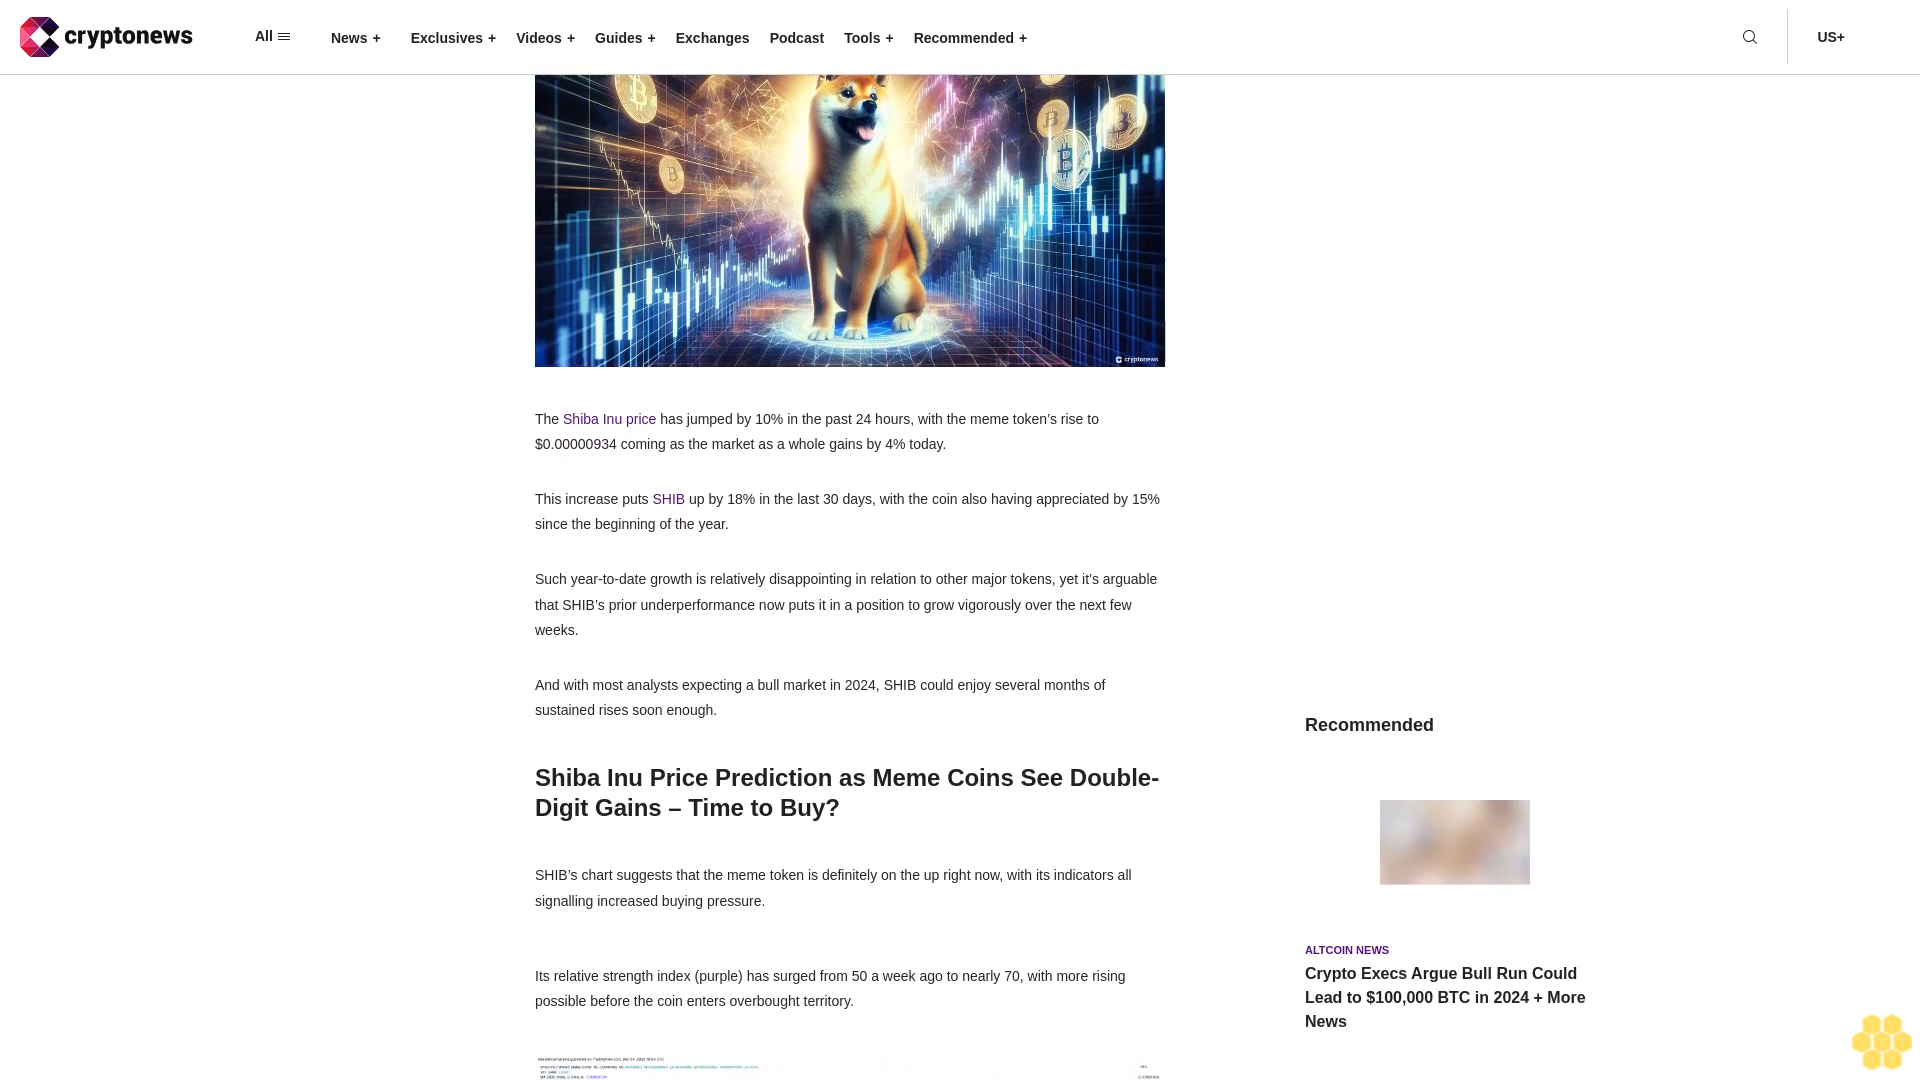 cryptonews
All
News +
Exclusives +
Videos +
Guides +
Exchanges
Podcast
Tools +
Recommended +
US+
cryptonews
The Shiba Inu price has jumped by 10% in the past 24 hours, with the meme token’s rise to
$0.00000934 coming as the market as a whole gains by 4% today.
This increase puts SHIB up by 18% in the last 30 days, with the coin also having appreciated by 15%
since the beginning of the year.
Such year-to-date growth is relatively disappointing in relation to other major tokens, yet it’s arguable
that SHIB’s prior underperformance now puts it in a position to grow vigorously over the next few
weeks.
And with most analysts expecting a bull market in 2024, SHIB could enjoy several months of
sustained rises soon enough.
Shiba Inu Price Prediction as Meme Coins See Double-
Digit Gains – Time to Buy?
SHIB’s chart suggests that the meme token is definitely on the up right now, with its indicators all
signalling increased buying pressure.
Its relative strength index (purple) has surged from 50 a week ago to nearly 70, with more rising
possible before the coin enters overbought territory.
Recommended
ALTCOIN NEWS
Crypto Execs Argue Bull Run Could
Lead to $100,000 BTC in 2024 + More
News